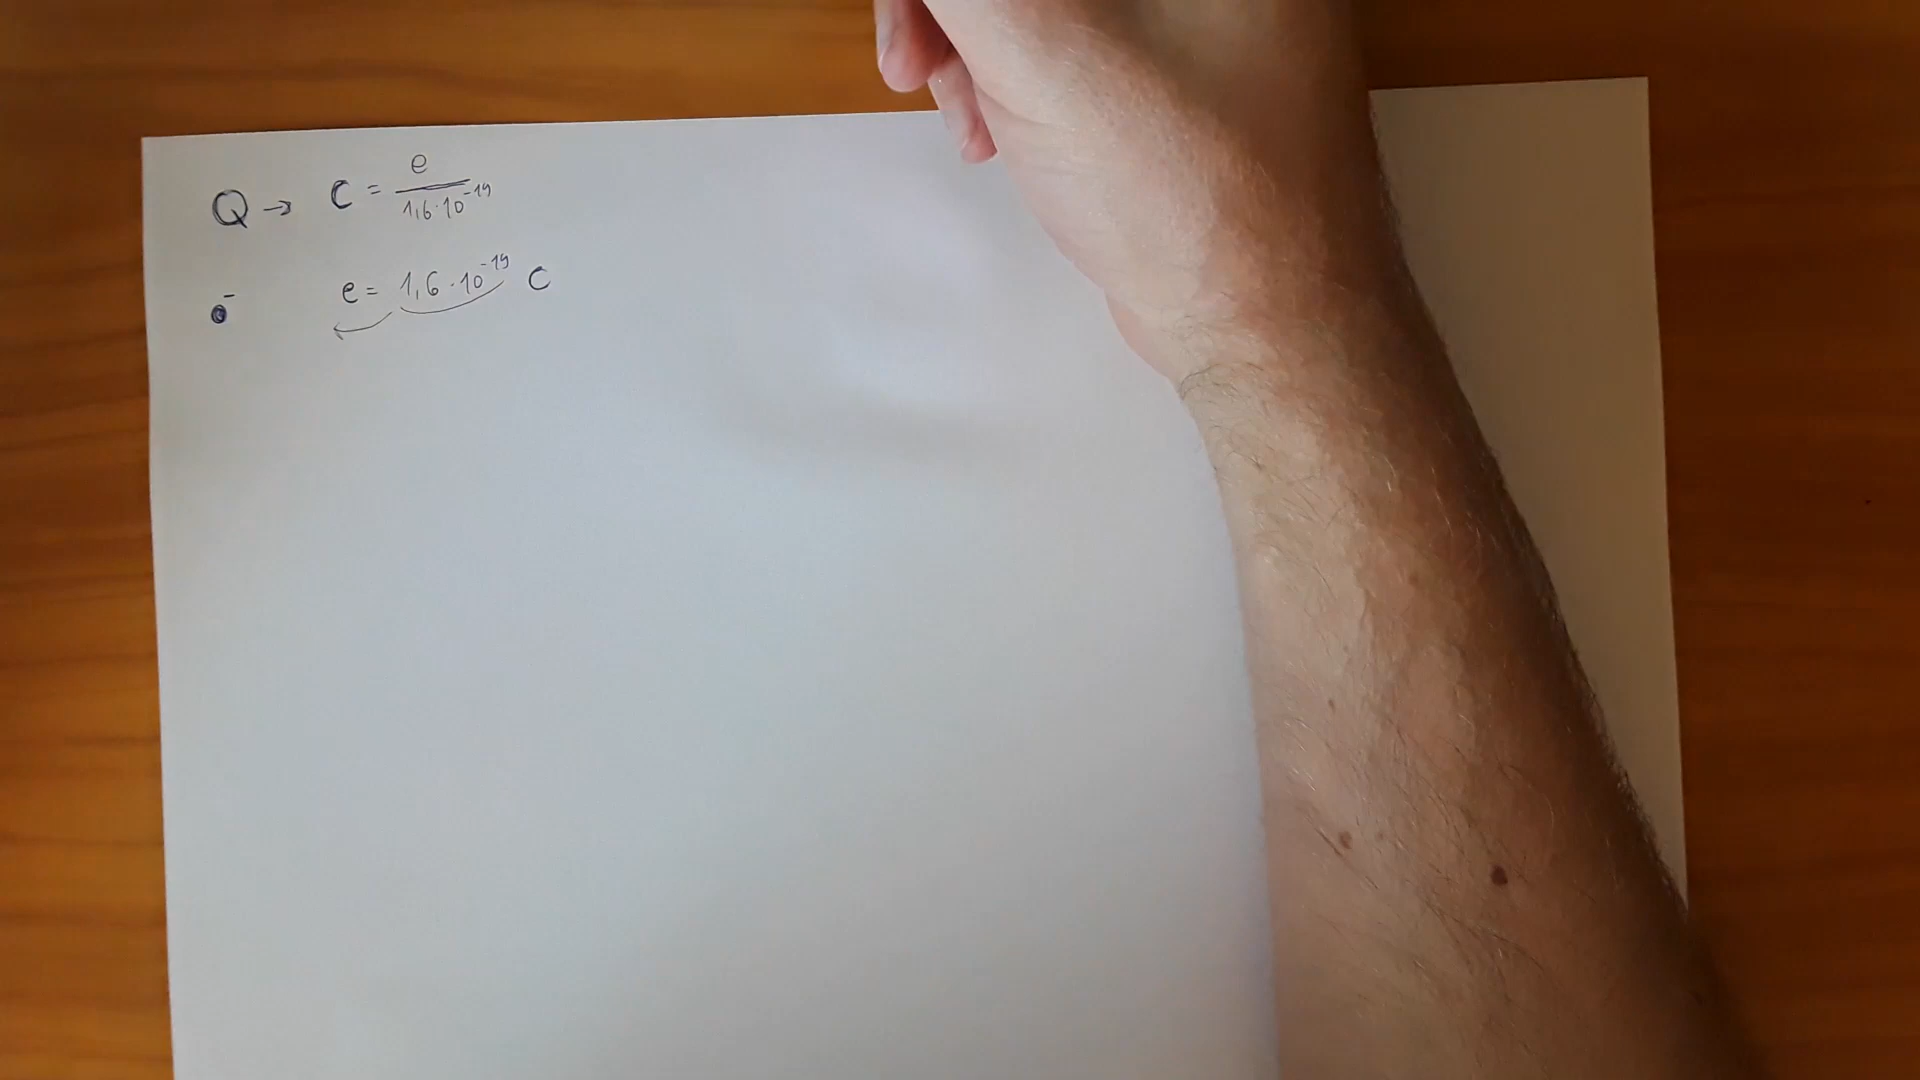 Q → C = e / 1,6·10⁻¹⁹
e⁻ e = 1,6·10⁻¹⁹ C